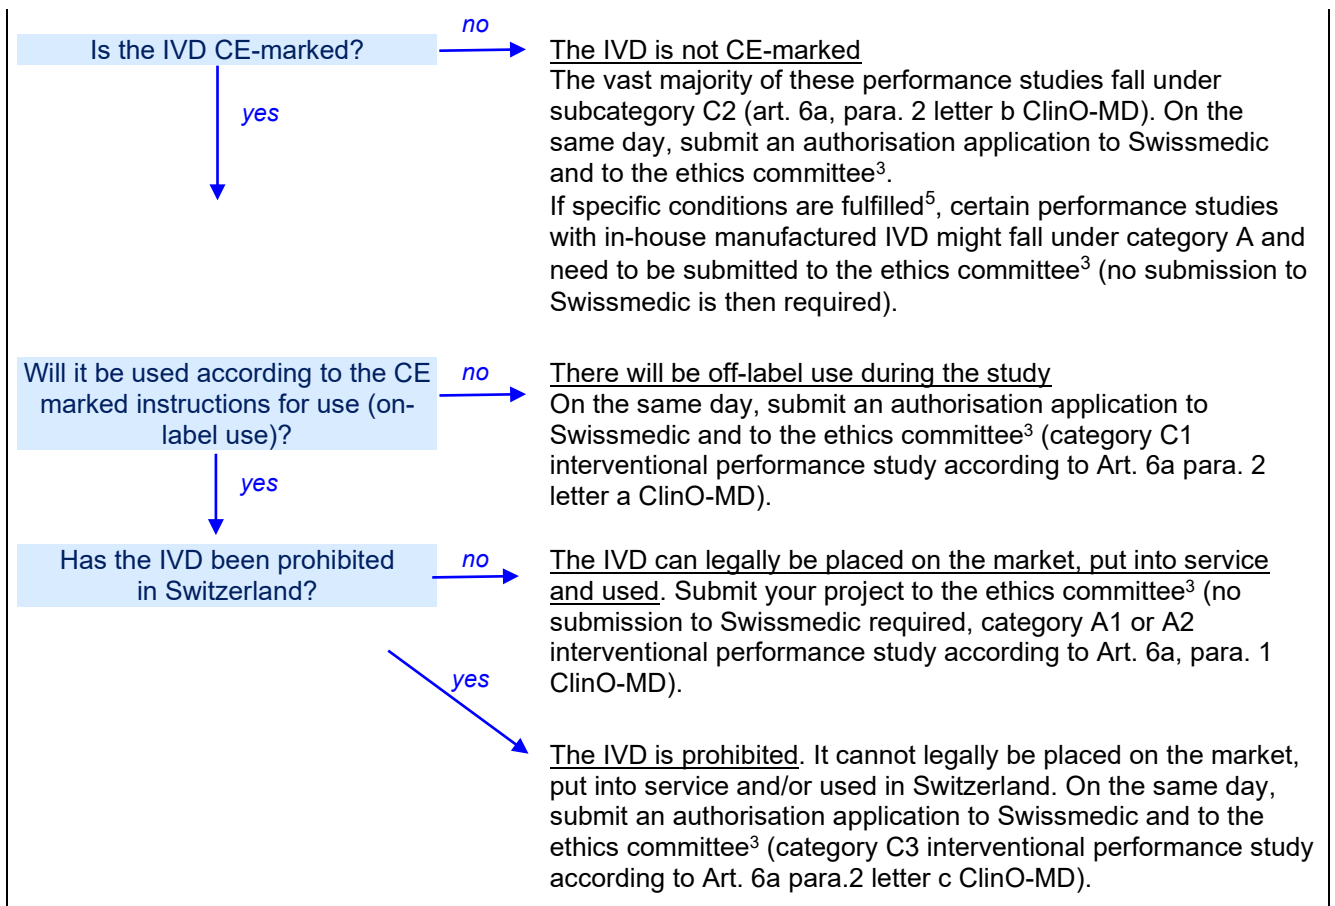 no
Is the IVD CE-marked?
yes
The IVD is not CE-marked
The vast majority of these performance studies fall under
subcategory C2 (art. 6a, para. 2 letter b ClinO-MD). On the
same day, submit an authorisation application to Swissmedic
and to the ethics committee³.
If specific conditions are fulfilled⁵, certain performance studies
with in-house manufactured IVD might fall under category A and
need to be submitted to the ethics committee³ (no submission to
Swissmedic is then required).
Will it be used according to the CE
marked instructions for use (on-
label use)?
no
yes
There will be off-label use during the study
On the same day, submit an authorisation application to
Swissmedic and to the ethics committee³ (category C1
interventional performance study according to Art. 6a para. 2
letter a ClinO-MD).
Has the IVD been prohibited
in Switzerland?
no
yes
The IVD can legally be placed on the market, put into service
and used. Submit your project to the ethics committee³ (no
submission to Swissmedic required, category A1 or A2
interventional performance study according to Art. 6a, para. 1
ClinO-MD).
The IVD is prohibited. It cannot legally be placed on the market,
put into service and/or used in Switzerland. On the same day,
submit an authorisation application to Swissmedic and to the
ethics committee³ (category C3 interventional performance study
according to Art. 6a para.2 letter c ClinO-MD).